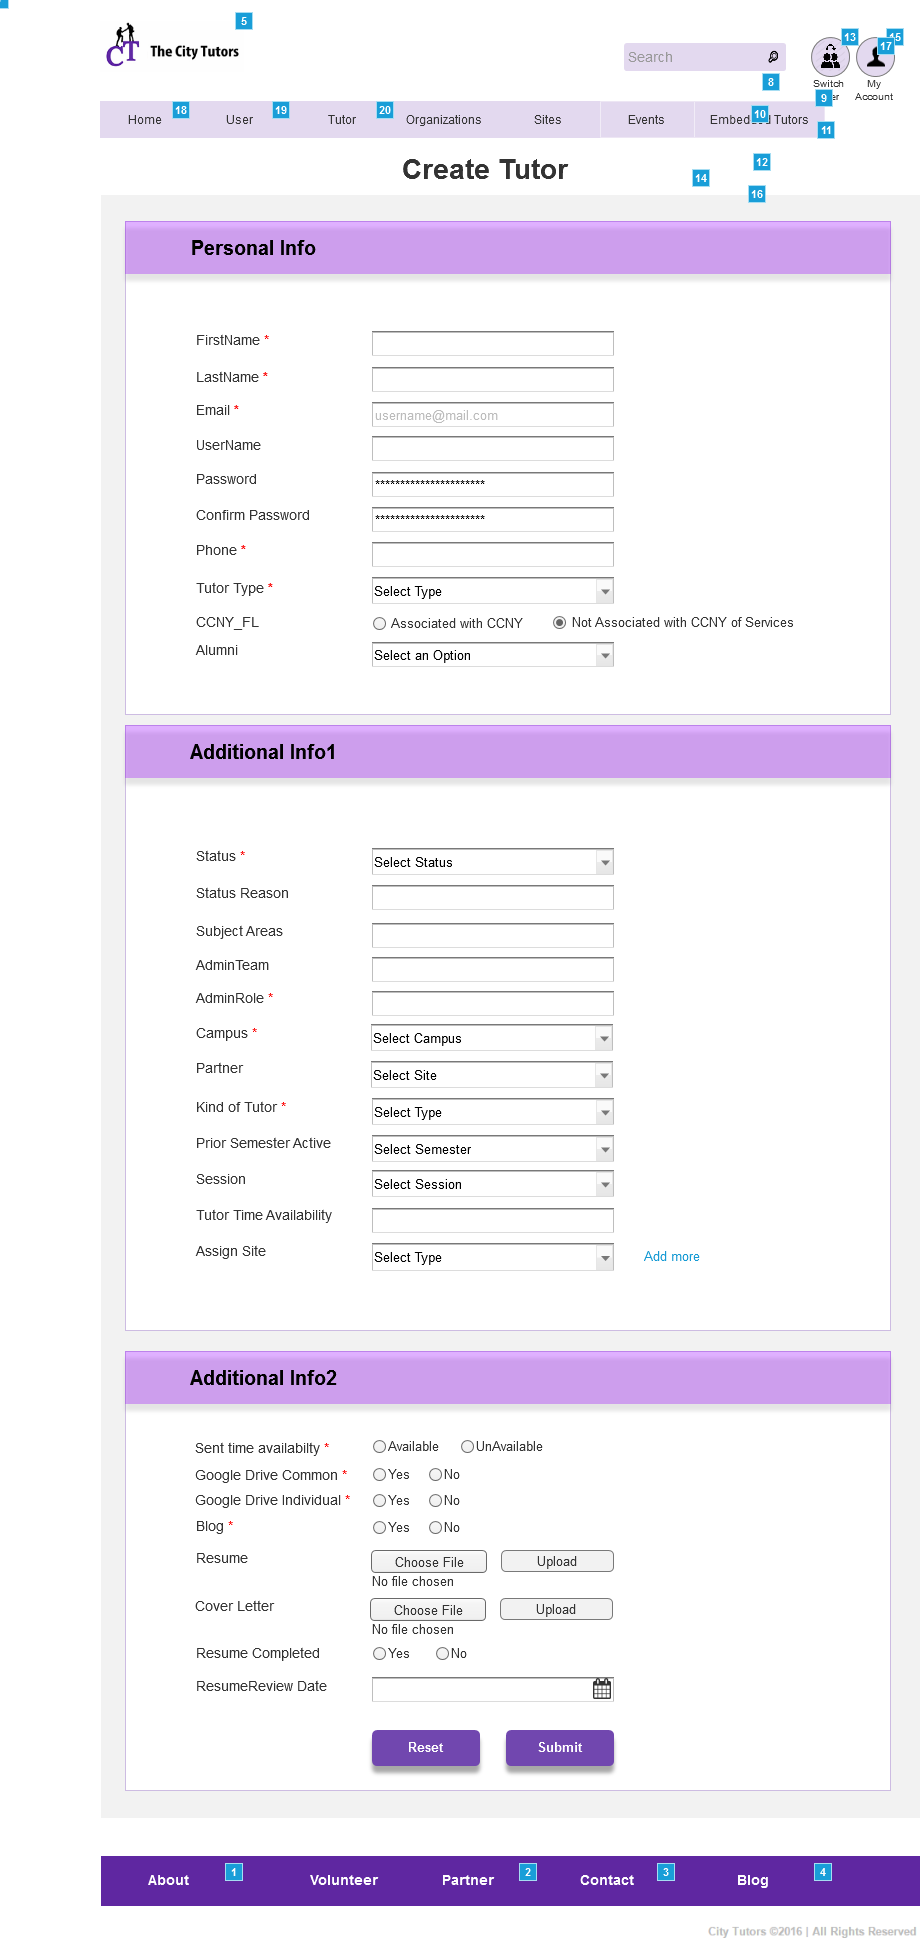 5
13 15
17
CT The City Tutors
Search
8
Switch
My
Account
9
Home 18 User 19 Tutor 20 Organizations Sites Events Embedded Tutors
10
11
12
Create Tutor
14
16
Personal Info
FirstName *
LastName *
Email * username@mail.com
UserName
Password **********************
Confirm Password **********************
Phone *
Tutor Type * Select Type
CCNY_FL Associated with CCNY Not Associated with CCNY of Services
Alumni Select an Option
Additional Info1
Status * Select Status
Status Reason
Subject Areas
AdminTeam
AdminRole *
Campus * Select Campus
Partner Select Site
Kind of Tutor * Select Type
Prior Semester Active Select Semester
Session Select Session
Tutor Time Availability
Assign Site Select Type Add more
Additional Info2
Sent time availabilty * Available UnAvailable
Google Drive Common * Yes No
Google Drive Individual * Yes No
Blog * Yes No
Resume Choose File Upload
No file chosen
Cover Letter Choose File Upload
No file chosen
Resume Completed Yes No
ResumeReview Date
Reset Submit
About 1 Volunteer Partner 2 Contact 3 Blog 4
City Tutors ©2016 | All Rights Reserved